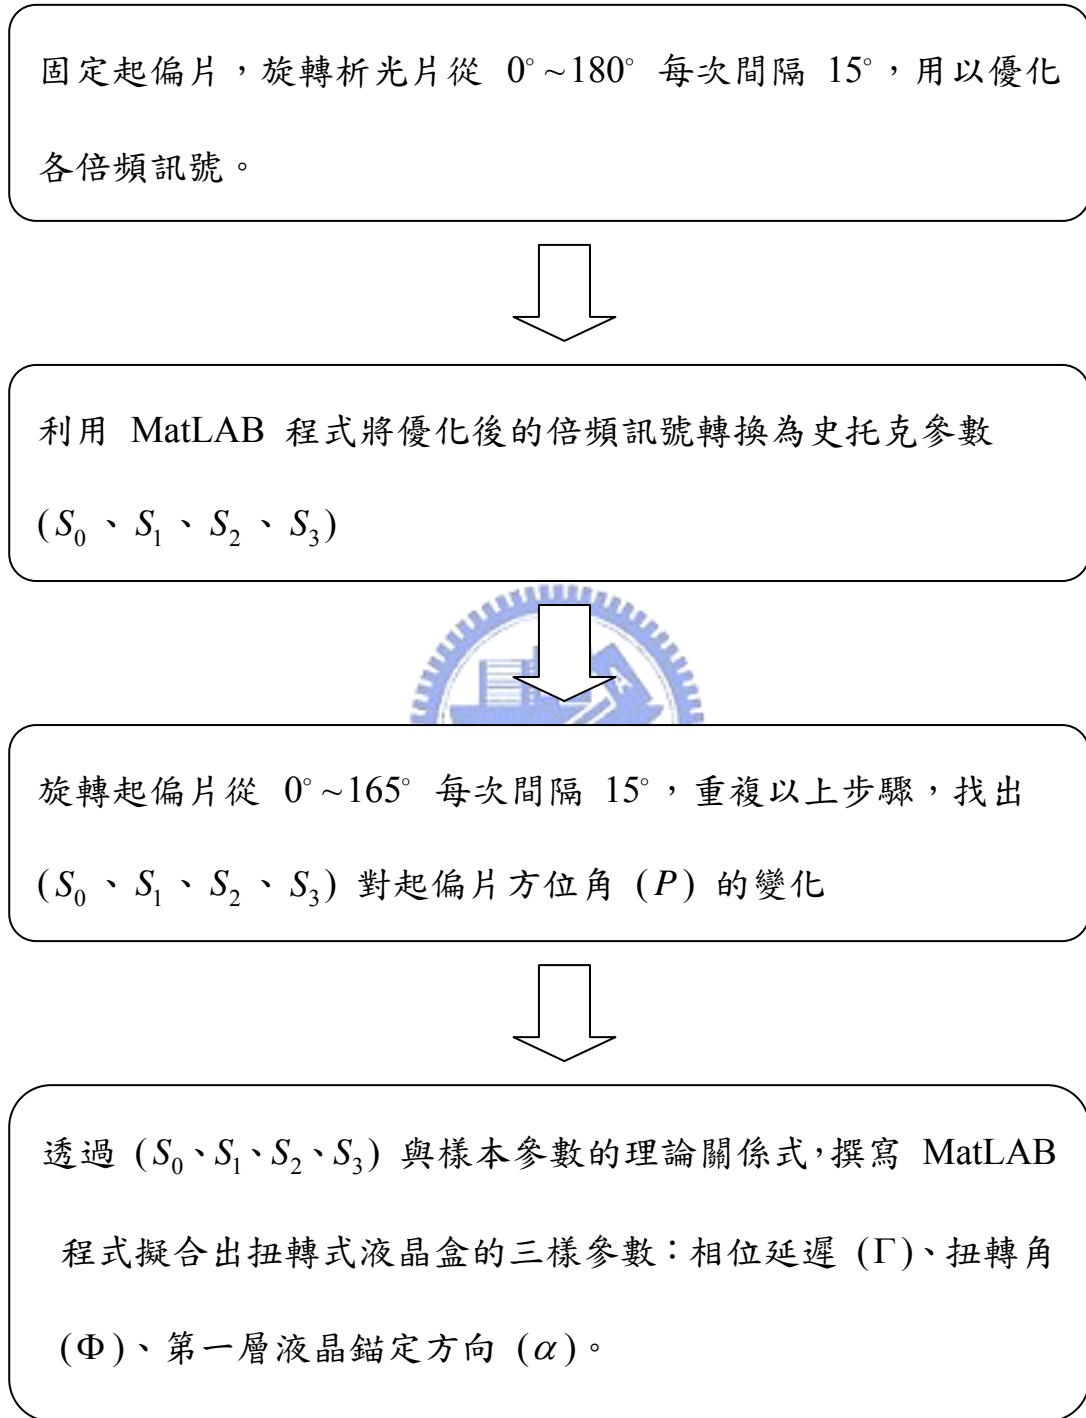 固定起偏片，旋轉析光片從 0°~180° 每次間隔 15°，用以優化
各倍頻訊號。
利用 MatLAB 程式將優化後的倍頻訊號轉換為史托克參數
(S₀、S₁、S₂、S₃)
旋轉起偏片從 0°~165° 每次間隔 15°，重複以上步驟，找出
(S₀、S₁、S₂、S₃) 對起偏片方位角 (P) 的變化
透過 (S₀、S₁、S₂、S₃) 與樣本參數的理論關係式，撰寫 MatLAB
程式擬合出扭轉式液晶盒的三樣參數：相位延遲 (Γ)、扭轉角
(Φ)、第一層液晶錨定方向 (α)。